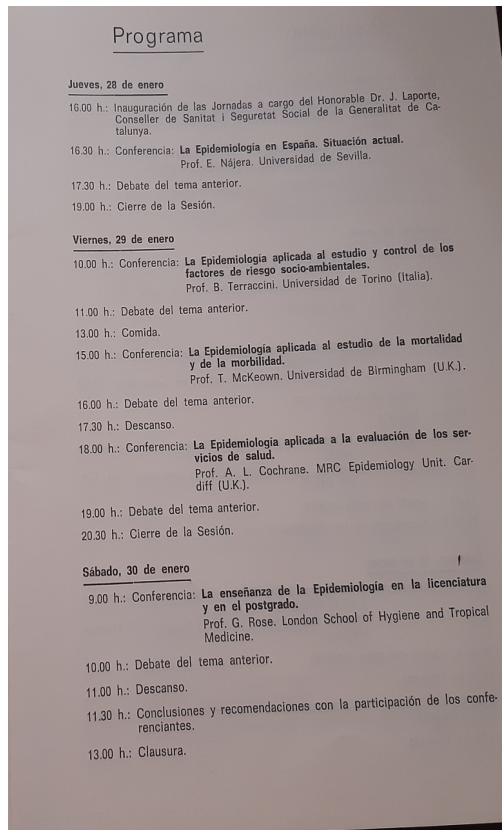 Programa
Jueves, 28 de enero
16.00 h.: Inauguración de las Jornadas a cargo del Honorable Dr. J. Laporte,
Conseller de Sanitat i Seguretat Social de la Generalitat de Ca-
talunya.
16.30 h.: Conferencia: La Epidemiología en España. Situación actual.
Prof. E. Nájera. Universidad de Sevilla.
17.30 h.: Debate del tema anterior.
19.00 h.: Cierre de la Sesión.
Viernes, 29 de enero
10.00 h.: Conferencia: La Epidemiología aplicada al estudio y control de los
factores de riesgo socio-ambientales.
Prof. B. Terraccini. Universidad de Torino (Italia).
11.00 h.: Debate del tema anterior.
13.00 h.: Comida.
15.00 h.: Conferencia: La Epidemiología aplicada al estudio de la mortalidad
y de la morbilidad.
Prof. T. McKeown. Universidad de Birmingham (U.K.).
16.00 h.: Debate del tema anterior.
17.30 h.: Descanso.
18.00 h.: Conferencia: La Epidemiología aplicada a la evaluación de los ser-
vicios de salud.
Prof. A. L. Cochrane. MRC Epidemiology Unit. Car-
diff (U.K.).
19.00 h.: Debate del tema anterior.
20.30 h.: Cierre de la Sesión.
Sábado, 30 de enero
9.00 h.: Conferencia: La enseñanza de la Epidemiología en la licenciatura
y en el postgrado.
Prof. G. Rose. London School of Hygiene and Tropical
Medicine.
10.00 h.: Debate del tema anterior.
11.00 h.: Descanso.
11.30 h.: Conclusiones y recomendaciones con la participación de los confe-
renciantes.
13.00 h.: Clausura.